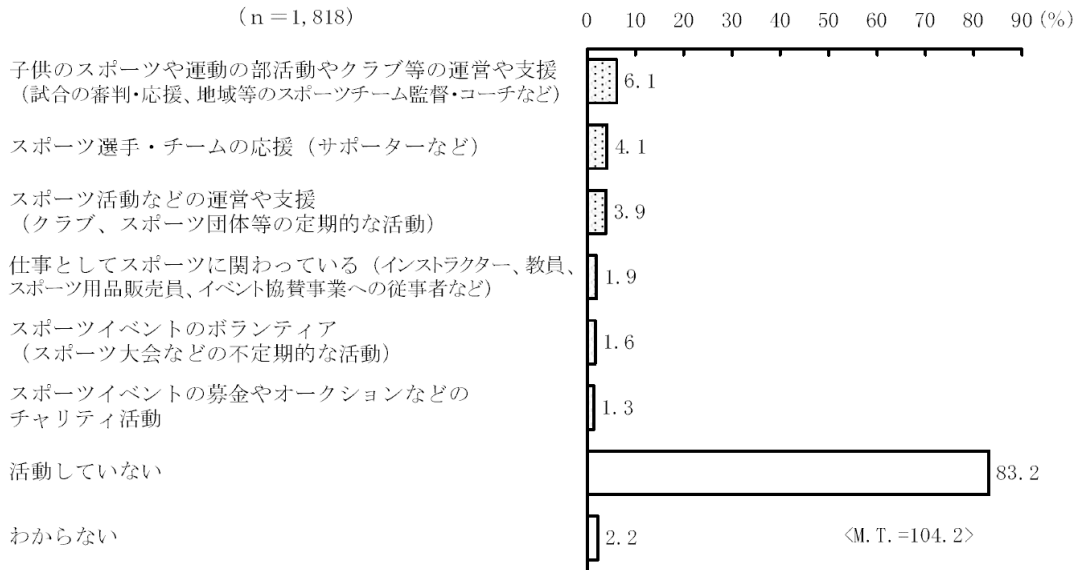 (n=1,818)
0 10 20 30 40 50 60 70 80 90 (%)
子供のスポーツや運動の部活動やクラブ等の運営や支援
(試合の審判・応援、地域等のスポーツチーム監督・コーチなど)
6.1
スポーツ選手・チームの応援(サポーターなど)
4.1
スポーツ活動などの運営や支援
(クラブ、スポーツ団体等の定期的な活動)
3.9
仕事としてスポーツに関わっている(インストラクター、教員、
スポーツ用品販売員、イベント協賛事業への従事者など)
1.9
スポーツイベントのボランティア
(スポーツ大会などの不定期的な活動)
1.6
スポーツイベントの募金やオークションなどの
チャリティ活動
1.3
活動していない
83.2
わからない
2.2
<M.T.=104.2>